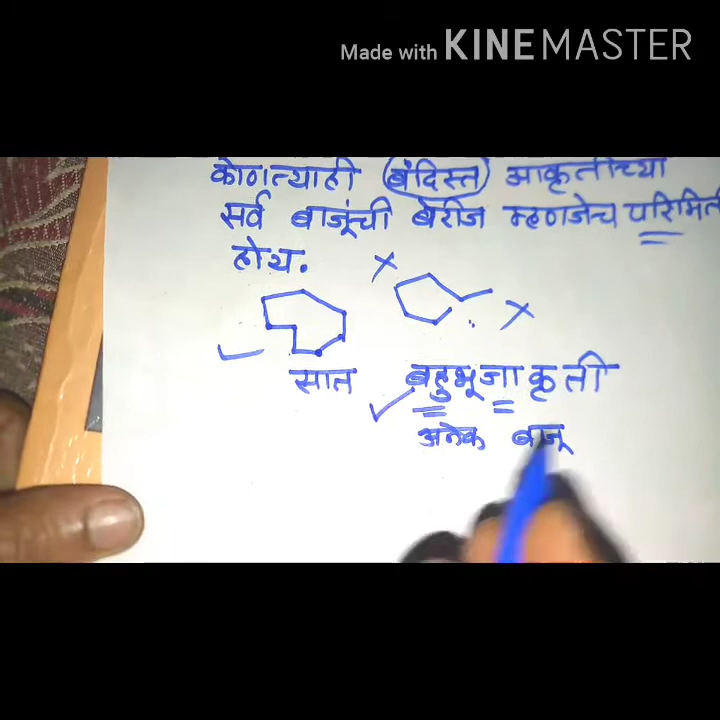 Made with KINEMASTER
कोणत्याही (बंदिस्त) आकृतीच्या
सर्व बाजूंची बेरीज म्हणजेच परिमिती
होय.
सात बहुभूजाकृती
अनेक बाजू